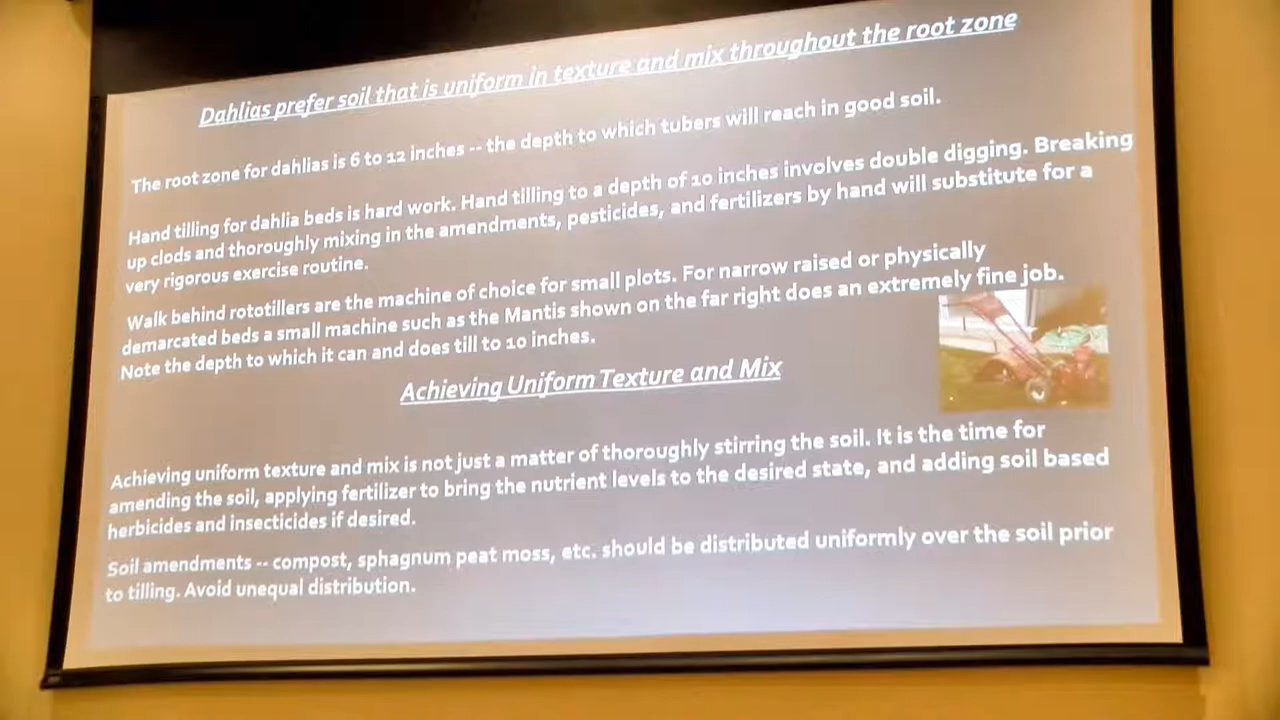 Dahlias prefer soil that is uniform in texture and mix throughout the root zone
The root zone for dahlias is 6 to 12 inches -- the depth to which tubers will reach in good soil.
Hand tilling for dahlia beds is hard work. Hand tilling to a depth of 10 inches involves double digging. Breaking
up clods and thoroughly mixing in the amendments, pesticides, and fertilizers by hand will substitute for a
very rigorous exercise routine.
Walk behind rototillers are the machine of choice for small plots. For narrow raised or physically
demarcated beds a small machine such as the Mantis shown on the far right does an extremely fine job.
Note the depth to which it can and does till to 10 inches.
Achieving Uniform Texture and Mix
Achieving uniform texture and mix is not just a matter of thoroughly stirring the soil. It is the time for
amending the soil, applying fertilizer to bring the nutrient levels to the desired state, and adding soil based
herbicides and insecticides if desired.
Soil amendments -- compost, sphagnum peat moss, etc. should be distributed uniformly over the soil prior
to tilling. Avoid unequal distribution.